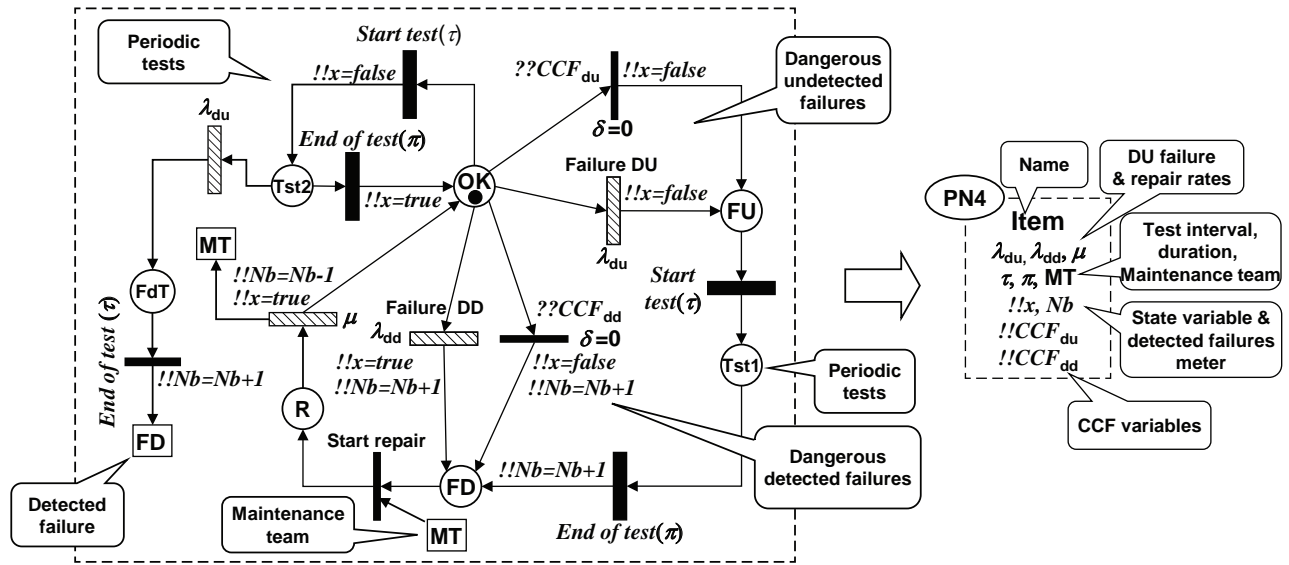 Periodic
tests
Start test(τ)
!!x=false
λdu
End of test(π)
Tst2
!!x=true
OK
??CCFdu
!!x=false
δ=0
Dangerous
undetected
failures
Failure DU
!!x=false
λdu
FU
MT
!!Nb=Nb-1
!!x=true
μ
FdT
End of test (τ)
!!Nb=Nb+1
FD
Detected
failure
Failure DD
λdd
!!x=true
!!Nb=Nb+1
??CCFdd
δ=0
!!x=false
!!Nb=Nb+1
Start
test(τ)
Tst1
Periodic
tests
R
Start repair
FD
!!Nb=Nb+1
End of test(π)
Dangerous
detected failures
Maintenance
team
MT
Name
DU failure
& repair rates
PN4
Item
λdu, λdd, μ
τ, π, MT
!!x, Nb
!!CCFdu
!!CCFdd
Test interval,
duration,
Maintenance team
State variable &
detected failures
meter
CCF variables